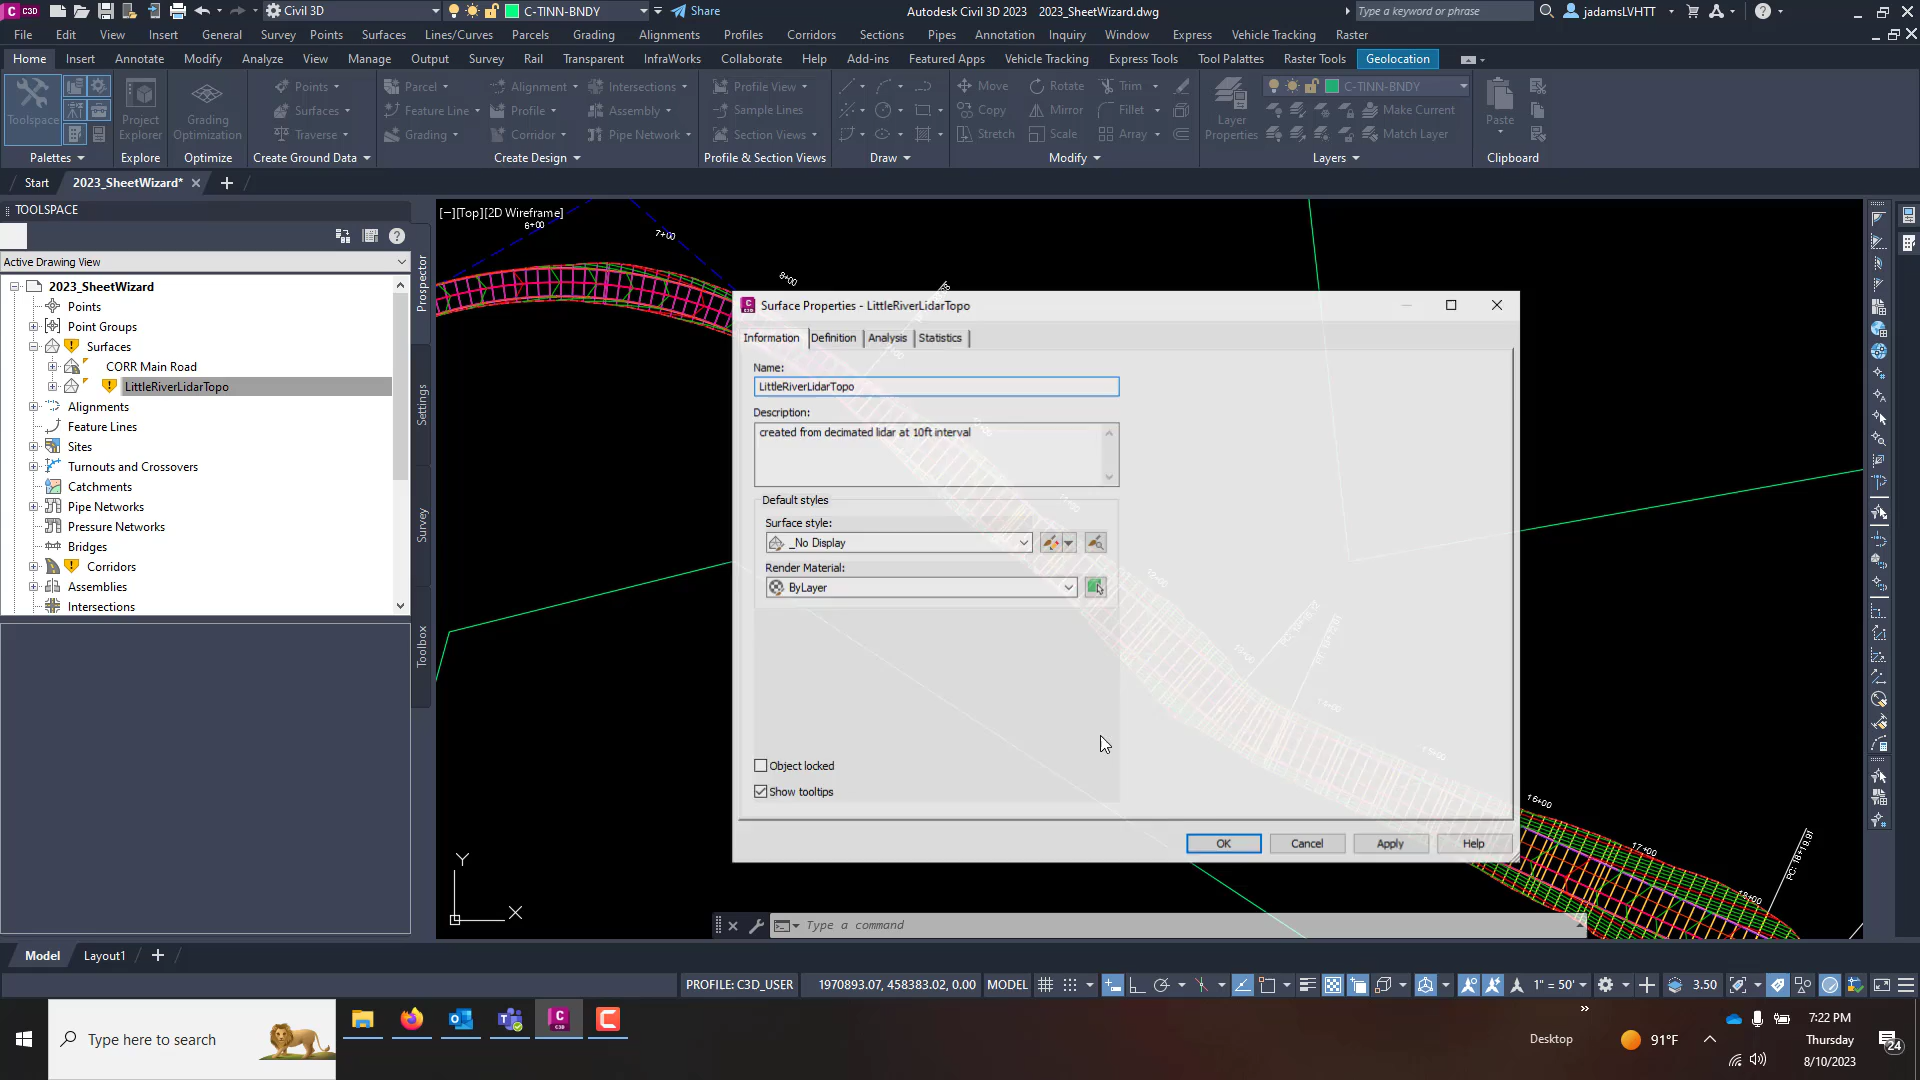 C3D
Civil 3D
C-TINN-BNDY
Share
Autodesk Civil 3D 2023 2023_SheetWizard.dwg
Type a keyword or phrase
jadamsLVHTT
File Edit View Insert General Survey Points Surfaces Lines/Curves Parcels Grading Alignments Profiles Corridors Sections Pipes Annotation Inquiry Window Express Vehicle Tracking Raster
Home Insert Annotate Modify Analyze View Manage Output Survey Rail Transparent InfraWorks Collaborate Help Add-ins Featured Apps Vehicle Tracking Express Tools Tool Palettes Raster Tools Geolocation
Points Parcel Alignment Intersections Profile View Move Rotate Trim C-TINN-BNDY
Surfaces Feature Line Profile Assembly Sample Lines Copy Mirror Fillet Make Current
Traverse Grading Corridor Pipe Network Section Views Stretch Scale Array Match Layer
Toolspace
Project Explorer
Grading Optimization
Layer Properties
Paste
Palettes Explore Optimize Create Ground Data Create Design Profile & Section Views Draw Modify Layers Clipboard
Start 2023_SheetWizard*
TOOLSPACE
[−][Top][2D Wireframe]
Active Drawing View
2023_SheetWizard
Points
Point Groups
Surfaces
CORR Main Road
LittleRiverLidarTopo
Alignments
Feature Lines
Sites
Turnouts and Crossovers
Catchments
Pipe Networks
Pressure Networks
Bridges
Corridors
Assemblies
Intersections
Prospector
Settings
Survey
Toolbox
6+00
7+00
8+00
Surface Properties - LittleRiverLidarTopo
Information Definition Analysis Statistics
Name:
LittleRiverLidarTopo
Description:
created from decimated lidar at 10ft interval
Default styles
Surface style:
_No Display
Render Material:
ByLayer
Object locked
Show tooltips
OK Cancel Apply Help
16+00
17+00
18+00
PC: 18+19.91
Y
X
Type a command
Model Layout1
PROFILE: C3D_USER 1970893.07, 458383.02, 0.00 MODEL 1" = 50' 3.50
Type here to search
Desktop
91°F
7:22 PM
Thursday
8/10/2023
24